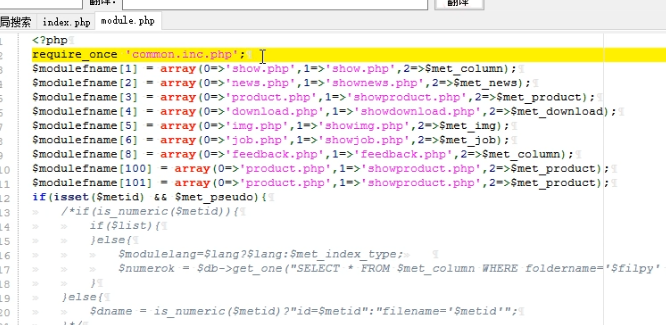 翻译:
翻译
局搜索 index.php module.php
1 <?php
2 require_once 'common.inc.php';
3 $modulefname[1] = array(0=>'show.php',1=>'show.php',2=>$met_column);
4 $modulefname[2] = array(0=>'news.php',1=>'shownews.php',2=>$met_news);
5 $modulefname[3] = array(0=>'product.php',1=>'showproduct.php',2=>$met_product);
6 $modulefname[4] = array(0=>'download.php',1=>'showdownload.php',2=>$met_download);
7 $modulefname[5] = array(0=>'img.php',1=>'showimg.php',2=>$met_img);
8 $modulefname[6] = array(0=>'job.php',1=>'showjob.php',2=>$met_job);
9 $modulefname[8] = array(0=>'feedback.php',1=>'feedback.php',2=>$met_column);
10 $modulefname[100] = array(0=>'product.php',1=>'showproduct.php',2=>$met_product);
11 $modulefname[101] = array(0=>'product.php',1=>'showproduct.php',2=>$met_product);
12 if(isset($metid) && $met_pseudo){
13 /*if(is_numeric($metid)){
14 if($list){
15 }else{
16 $modulelang=$lang?$lang:$met_index_type;
17 $numerok = $db->get_one("SELECT * FROM $met_column WHERE foldername='$filpy'
18 }
19 }else{
20 $dname = is_numeric($metid)?"id=$metid":"filename='$metid'";
}*/